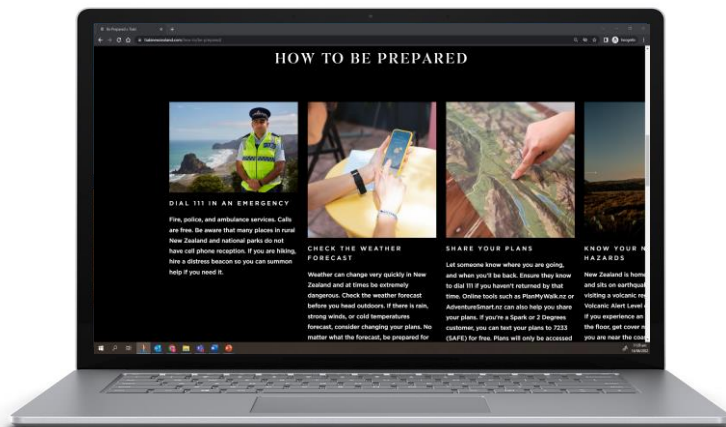 Be Prepared
HOW TO BE PREPARED
DIAL 111 IN AN EMERGENCY
Fire, police, and ambulance services. Calls
are free. Be aware that many places in rural
New Zealand and national parks do not
have cell phone reception. If you are hiking,
hire a distress beacon so you can summon
help if you need it.
CHECK THE WEATHER
FORECAST
Weather can change very quickly in New
Zealand and at times be extremely
dangerous. Check the weather forecast
before you head outdoors. If there is rain,
strong winds, or cold temperatures
forecast, consider changing your plans. No
matter what the forecast, be prepared for
SHARE YOUR PLANS
Let someone know where you are going,
and when you'll be back. Ensure they know
to dial 111 if you haven't returned by that
time. Online tools such as PlanMyWalk.nz or
AdventureSmart.nz can also help you share
your plans. If you're a Spark or 2 Degrees
customer, you can text your plans to 7233
(SAFE) for free. Plans will only be accessed
KNOW YOUR N
HAZARDS
New Zealand is home
and sits on earthqua
visiting a volcanic re
Volcanic Alert Level
If you experience an
the floor, get cover
you are near the coa